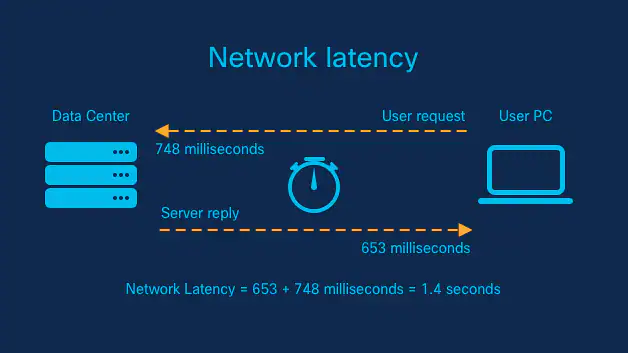 Network latency
Data Center
User request
User PC
748 milliseconds
Server reply
653 milliseconds
Network Latency = 653 + 748 milliseconds = 1.4 seconds